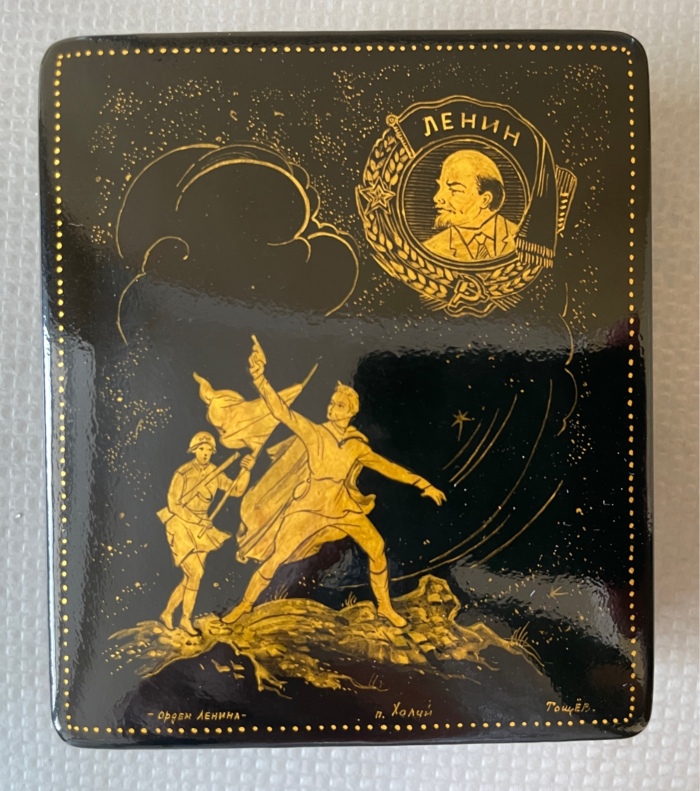 ЛЕНИН
- Орден Ленина - п. Холуй Тощёв.